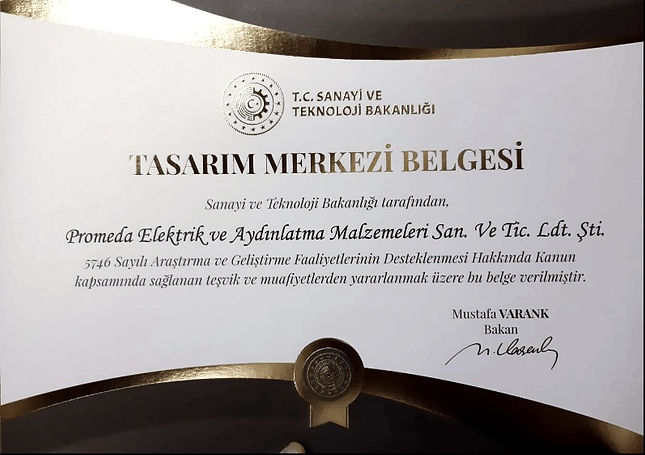 T.C. SANAYİ VE
TEKNOLOJİ BAKANLIĞI
TASARIM MERKEZİ BELGESİ
Sanayi ve Teknoloji Bakanlığı tarafından,
Promeda Elektrik ve Aydınlatma Malzemeleri San. Ve Tic. Ldt. Şti.
5746 Sayılı Araştırma ve Geliştirme Faaliyetlerinin Desteklenmesi Hakkında Kanun
kapsamında sağlanan teşvik ve muafiyetlerden yararlanmak üzere bu belge verilmiştir.
Mustafa VARANK
Bakan